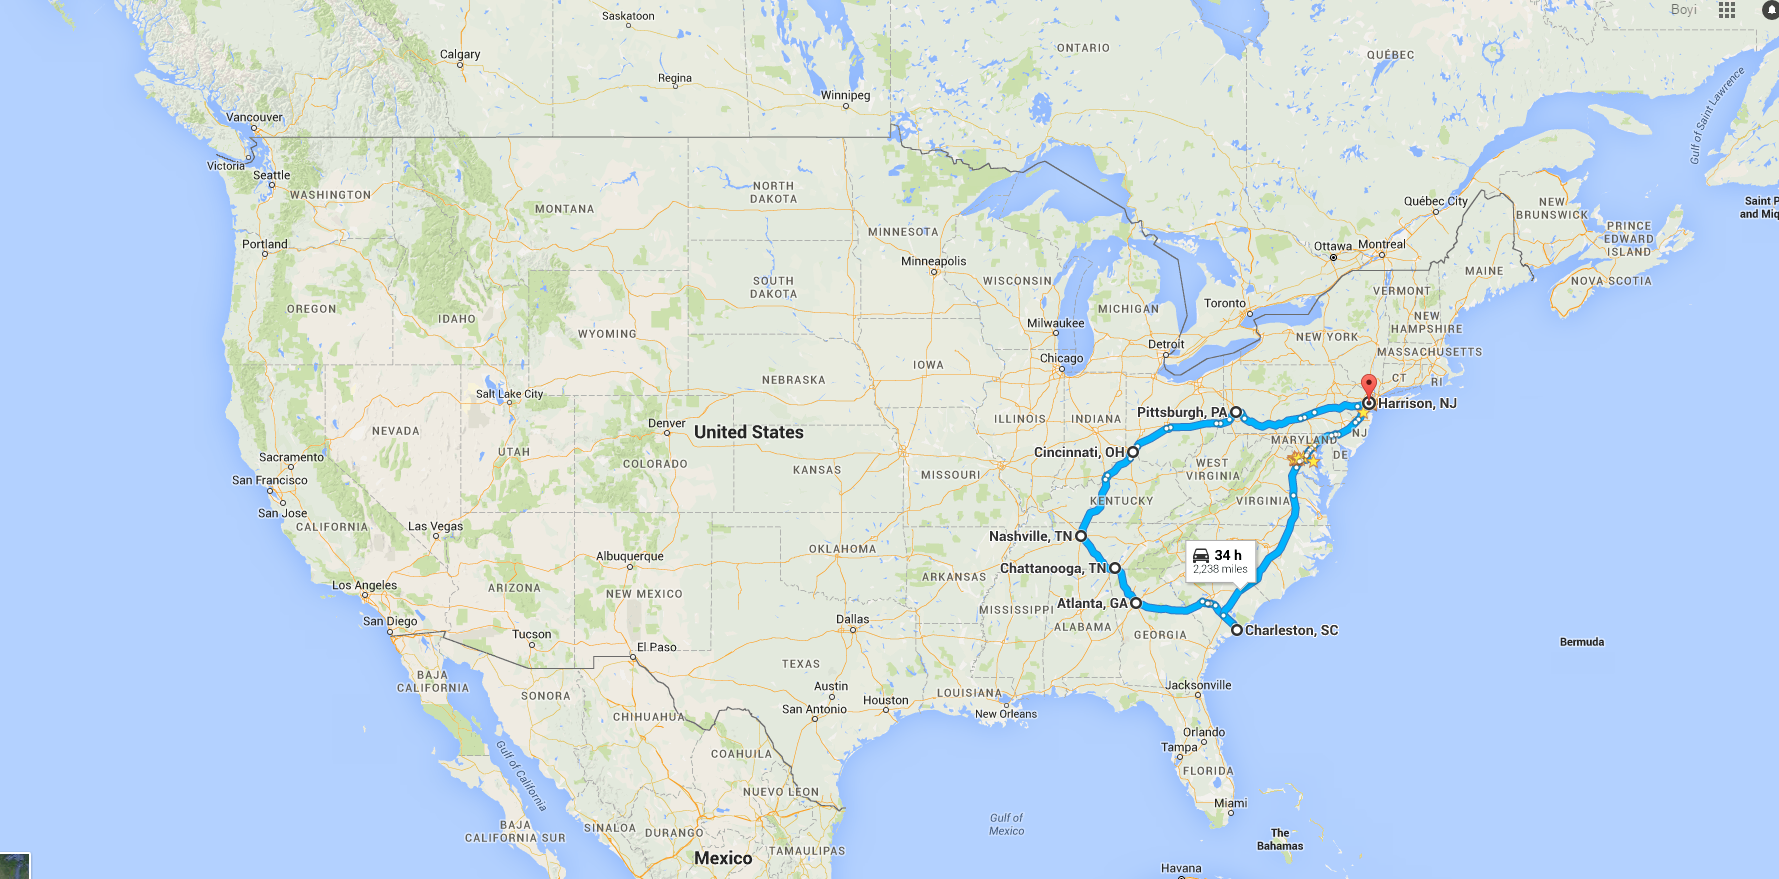 Boyi
Saskatoon
Calgary
Regina
Winnipeg
ONTARIO
QUÉBEC
Gulf of Saint Lawrence
Vancouver
Victoria
Seattle
WASHINGTON
MONTANA
NORTH
DAKOTA
MINNESOTA
Québec City
NEW
BRUNSWICK
Saint P
and Miq
PRINCE
EDWARD
ISLAND
Portland
Ottawa
Montreal
Minneapolis
WISCONSIN
MAINE
NOVA SCOTIA
SOUTH
DAKOTA
MICHIGAN
Toronto
VERMONT
OREGON
IDAHO
WYOMING
Milwaukee
Detroit
NEW YORK
NEW
HAMPSHIRE
MASSACHUSETTS
Chicago
IOWA
CT
RI
NEBRASKA
Salt Lake City
Harrison, NJ
Pittsburgh, PA
ILLINOIS
INDIANA
Denver
United States
NEVADA
UTAH
MARYLAND
NJ
DE
Cincinnati, OH
Sacramento
COLORADO
KANSAS
MISSOURI
WEST
VIRGINIA
San Francisco
San Jose
KENTUCKY
VIRGINIA
CALIFORNIA
Las Vegas
Nashville, TN
Albuquerque
OKLAHOMA
34 h
2,238 miles
Chattanooga, TN
Los Angeles
ARIZONA
NEW MEXICO
ARKANSAS
Atlanta, GA
MISSISSIPPI
San Diego
Dallas
ALABAMA
GEORGIA
Charleston, SC
Tucson
El Paso
Bermuda
TEXAS
BAJA
CALIFORNIA
SONORA
Austin
Houston
LOUISIANA
Jacksonville
San Antonio
New Orleans
CHIHUAHUA
Orlando
Tampa
COAHUILA
Gulf of California
FLORIDA
NUEVO LEON
Miami
Gulf of
Mexico
BAJA
CALIFORNIA SUR
SINALOA
DURANGO
The
Bahamas
TAMAULIPAS
Mexico
Havana